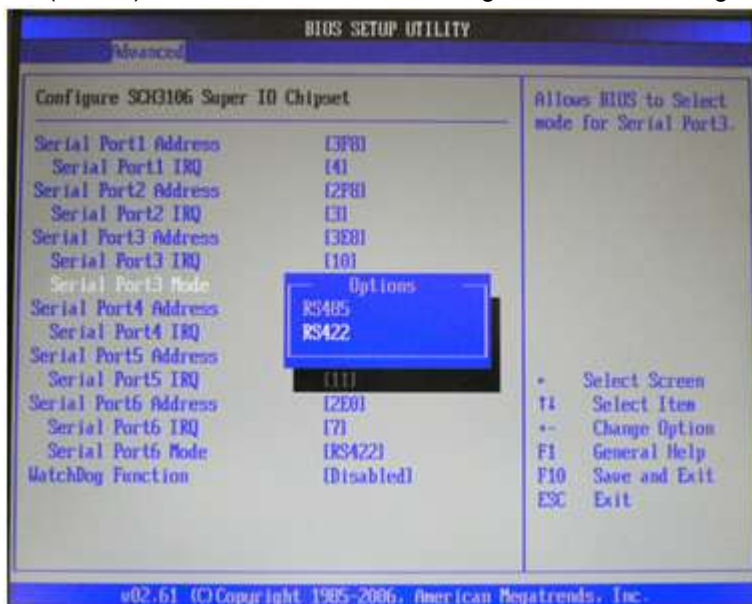 BIOS SETUP UTILITY
Advanced
Configure SCH3106 Super IO Chipset
Serial Port1 Address [3F8]
Serial Port1 IRQ [4]
Serial Port2 Address [2F8]
Serial Port2 IRQ [3]
Serial Port3 Address [3E8]
Serial Port3 IRQ [10]
Serial Port3 Mode
Serial Port4 Address
Serial Port4 IRQ
Serial Port5 Address
Serial Port5 IRQ [11]
Serial Port6 Address [2E0]
Serial Port6 IRQ [7]
Serial Port6 Mode [RS422]
WatchDog Function [Disabled]
Options
RS485
RS422
Allows BIOS to Select
mode for Serial Port3.
Select Screen
↑↓ Select Item
+- Change Option
F1 General Help
F10 Save and Exit
ESC Exit
v02.61 (C)Copyright 1985-2006, American Megatrends, Inc.